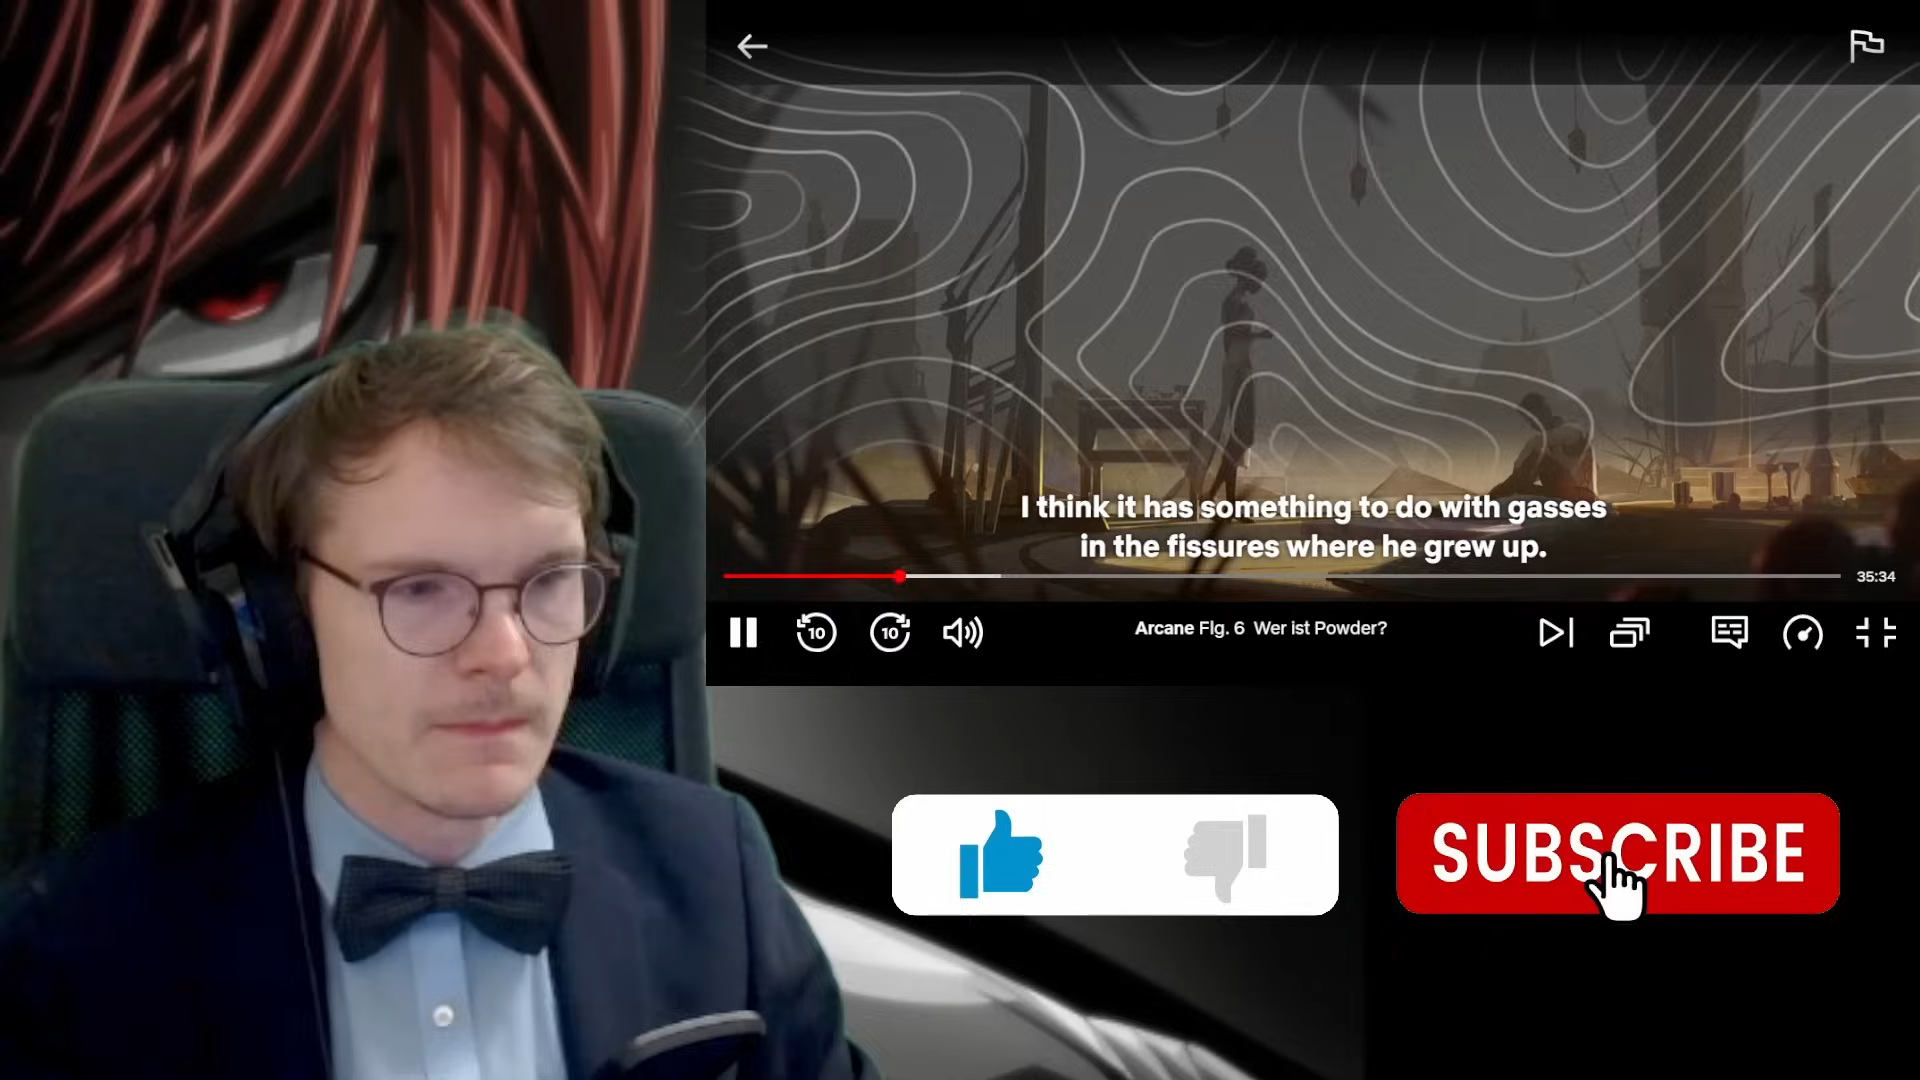 I think it has something to do with gasses
in the fissures where he grew up.
35:34
10
10
Arcane Flg. 6 Wer ist Powder?
SUBSCRIBE